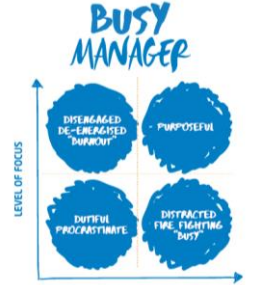 BUSY
MANAGER
DISENGAGED
DE-ENERGISED
"BURNOUT"
PURPOSEFUL
LEVEL OF FOCUS
DUTIFUL
PROCRASTINATE
DISTRACTED
FIRE FIGHTING
"BUSY"